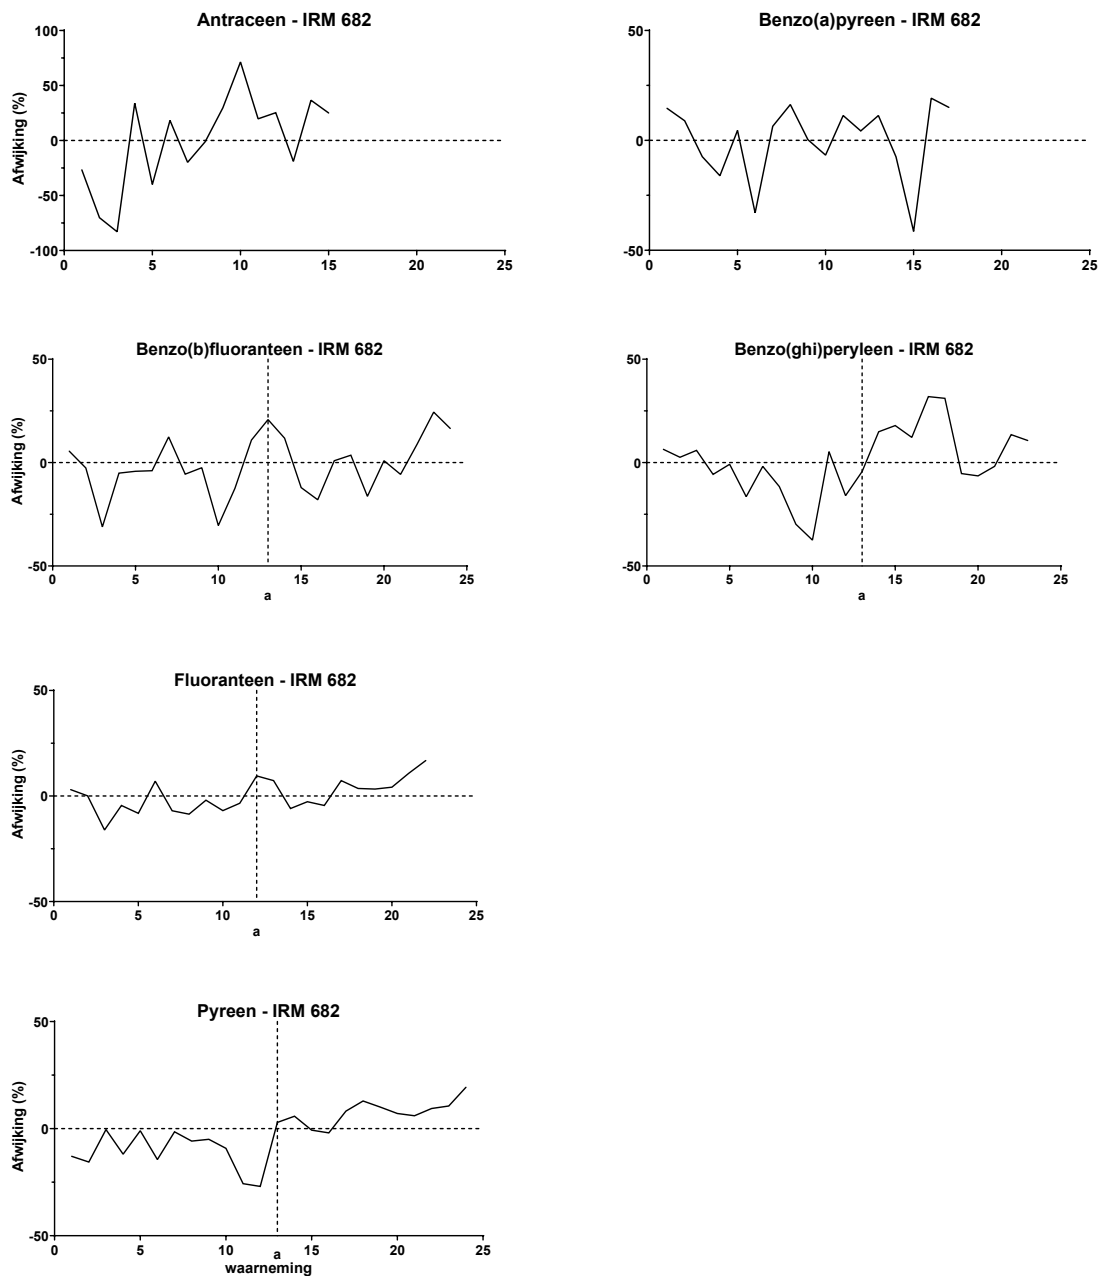 Antraceen - IRM 682
Afwijking (%)
100
50
0
-50
-100
0 5 10 15 20 25
Benzo(a)pyreen - IRM 682
50
0
-50
0 5 10 15 20 25
Benzo(b)fluoranteen - IRM 682
Afwijking (%)
50
0
-50
0 5 10 15 20 25
a
Benzo(ghi)peryleen - IRM 682
50
0
-50
0 5 10 15 20 25
a
Fluoranteen - IRM 682
Afwijking (%)
50
0
-50
0 5 10 15 20 25
a
Pyreen - IRM 682
Afwijking (%)
50
0
-50
0 5 10 15 20 25
a
waarneming